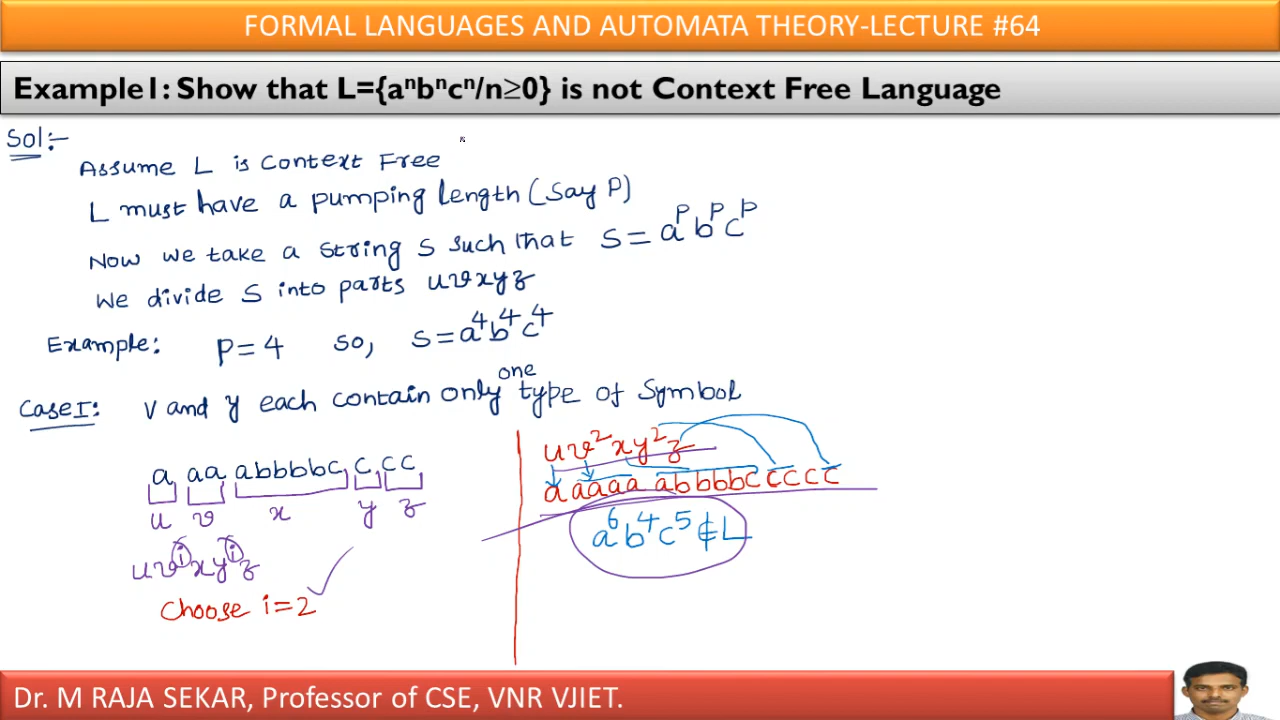 FORMAL LANGUAGES AND AUTOMATA THEORY-LECTURE #64
Example1: Show that L={aⁿbⁿcⁿ/n≥0} is not Context Free Language
Sol:-
Assume L is Context Free
L must have a pumping length (Say P)
Now we take a string S such that S = aᵖ bᵖ cᵖ
We divide S into parts uvxyz
Example: P=4 so, S = a⁴b⁴c⁴
Case I: V and y each contain only one type of Symbol
a aa abbbbc c cc
u v x y z
uvⁱxyⁱz
Choose i=2
uv²xy²z
a aaaa abbbbc cccc
a⁶b⁴c⁵ ∉ L
Dr. M RAJA SEKAR, Professor of CSE, VNR VJIET.